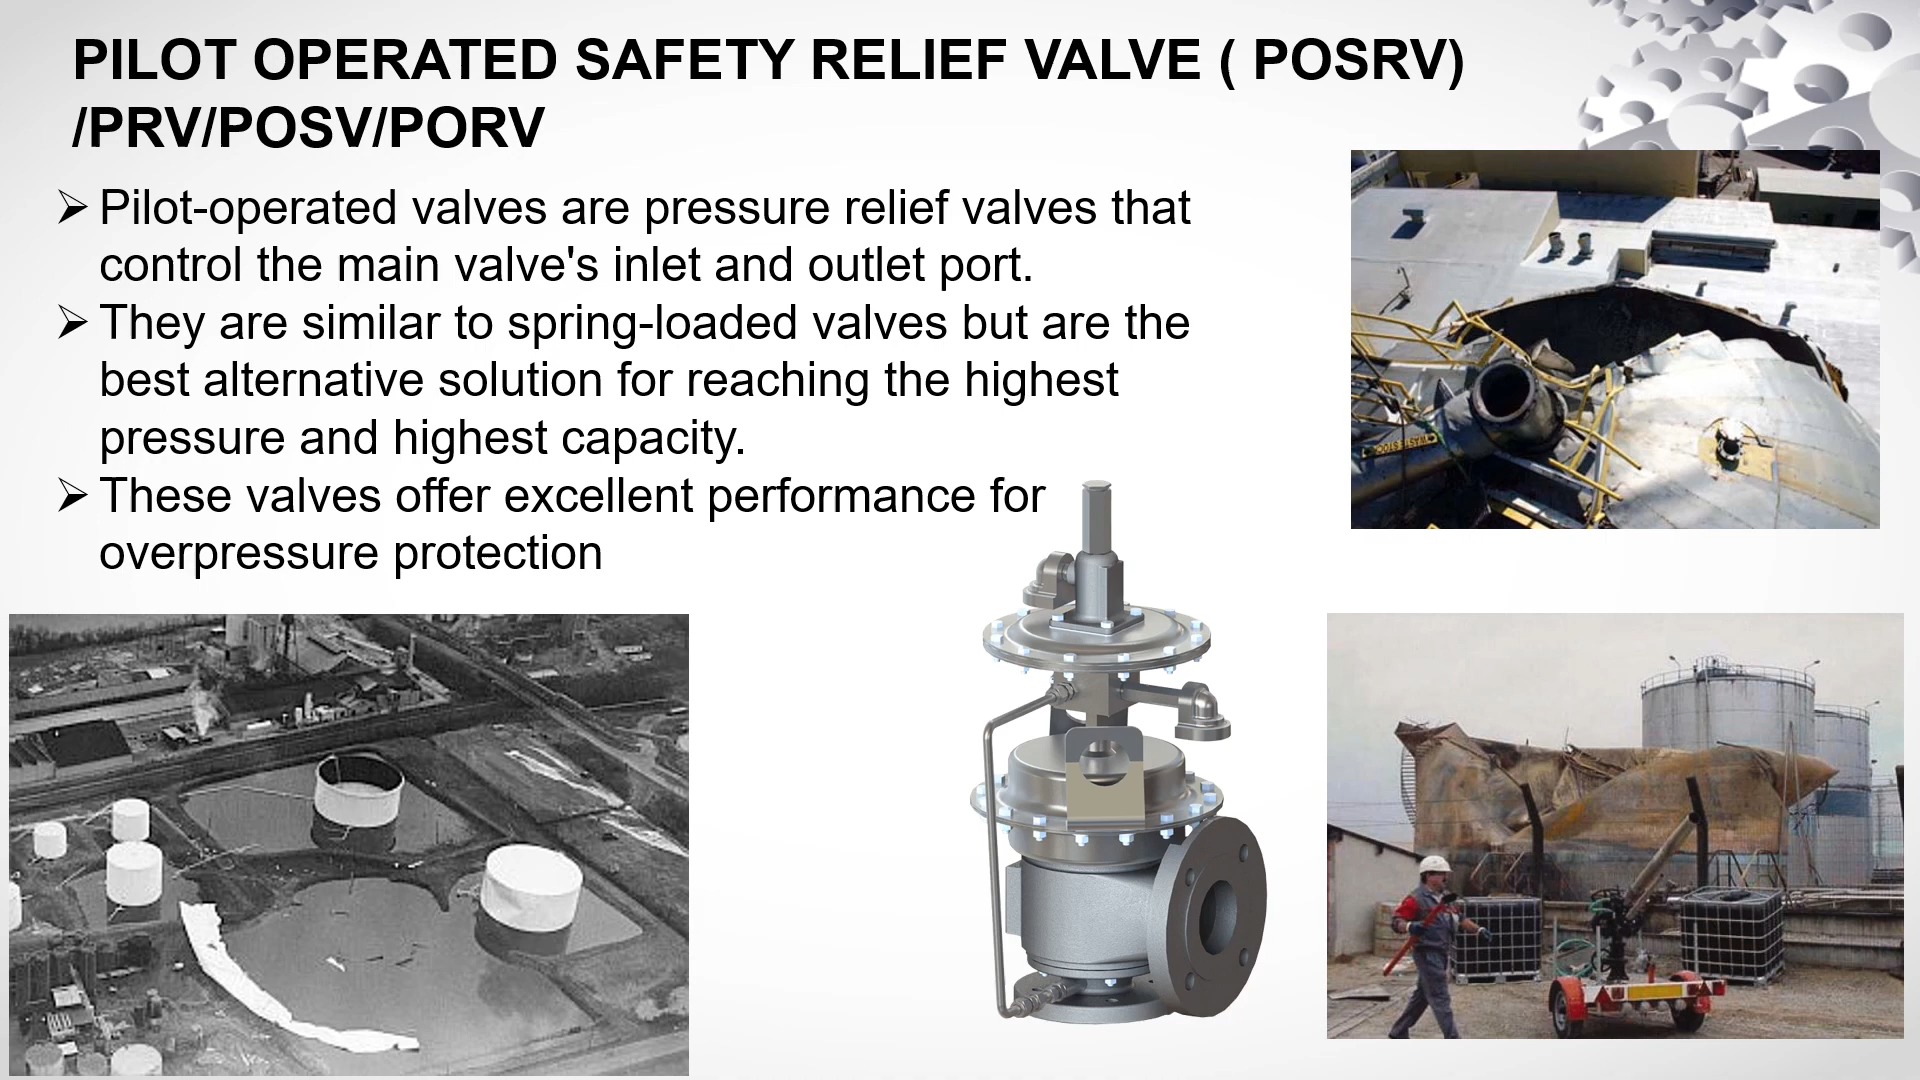 PILOT OPERATED SAFETY RELIEF VALVE ( POSRV)
/PRV/POSV/PORV
➢ Pilot-operated valves are pressure relief valves that
control the main valve's inlet and outlet port.
➢ They are similar to spring-loaded valves but are the
best alternative solution for reaching the highest
pressure and highest capacity.
➢ These valves offer excellent performance for
overpressure protection